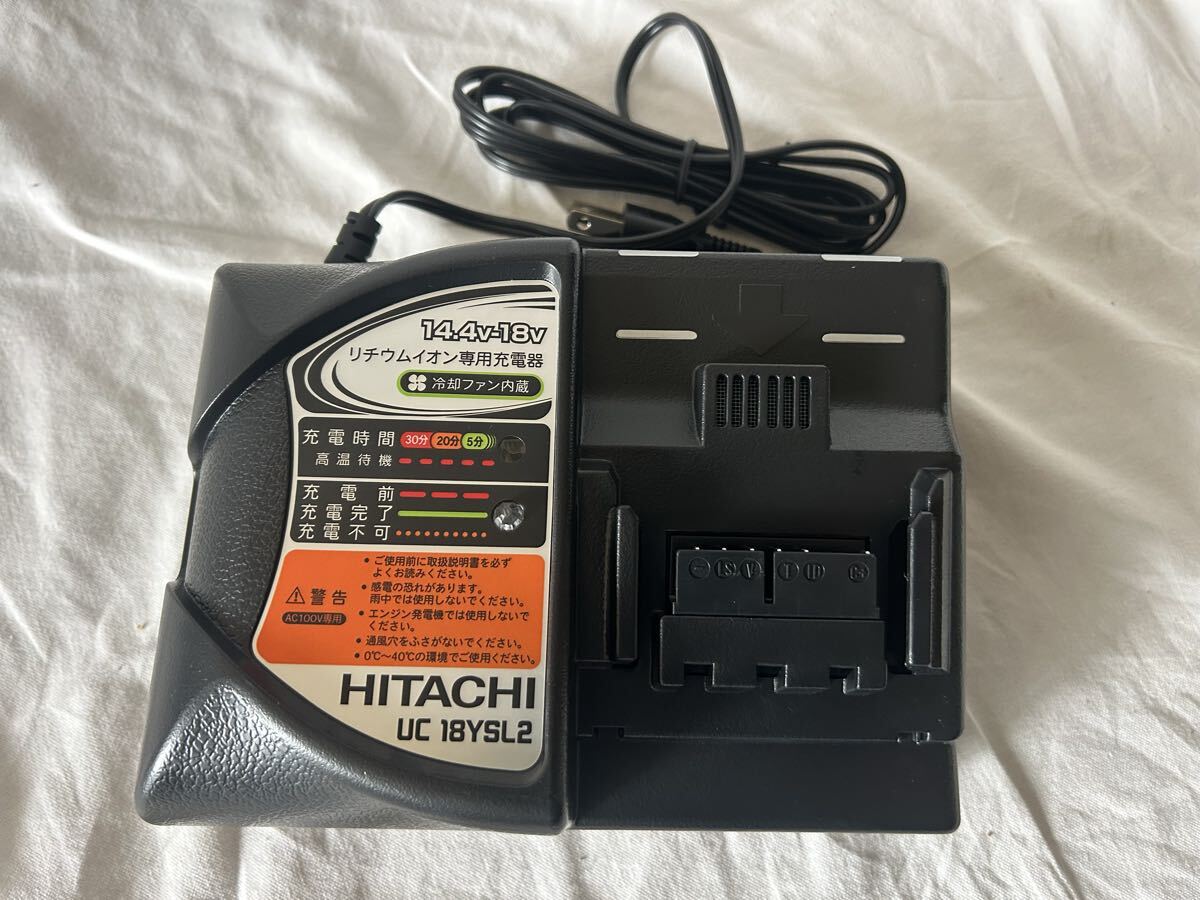 14.4v-18v
リチウムイオン専用充電器
冷却ファン内蔵
充電時間 30分 20分 5分
高温待機
充電前
充電完了
充電不可
警告
AC100V専用
• ご使用前に取扱説明書を必ず
よくお読みください。
• 感電の恐れがあります。
雨中では使用しないでください。
• エンジン発電機では使用しないで
ください。
• 通風穴をふさがないでください。
• 0℃〜40℃の環境でご使用ください。
HITACHI
UC 18YSL2
V T